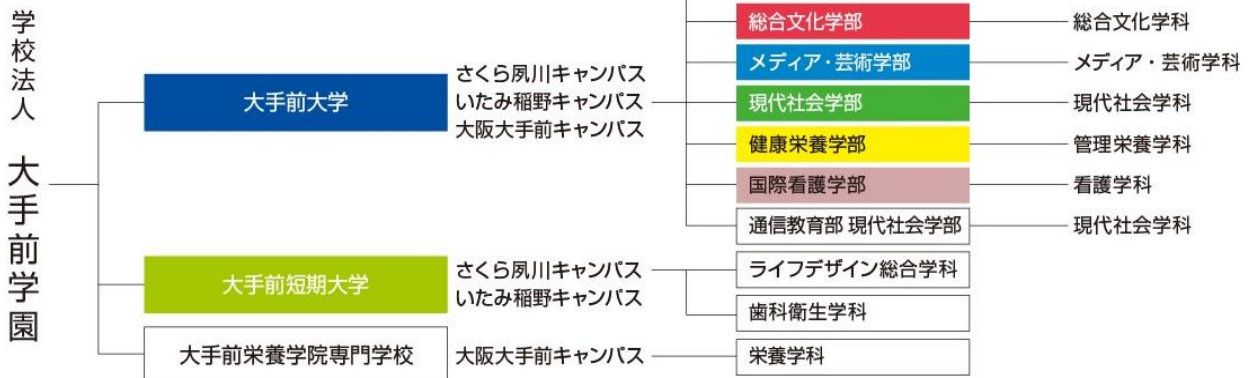 学校法人 大手前学園
大手前大学
さくら夙川キャンパス
いたみ稲野キャンパス
大阪大手前キャンパス
総合文化学部
総合文化学科
メディア・芸術学部
メディア・芸術学科
現代社会学部
現代社会学科
健康栄養学部
管理栄養学科
国際看護学部
看護学科
通信教育部 現代社会学部
現代社会学科
大手前短期大学
さくら夙川キャンパス
いたみ稲野キャンパス
ライフデザイン総合学科
歯科衛生学科
大手前栄養学院専門学校
大阪大手前キャンパス
栄養学科